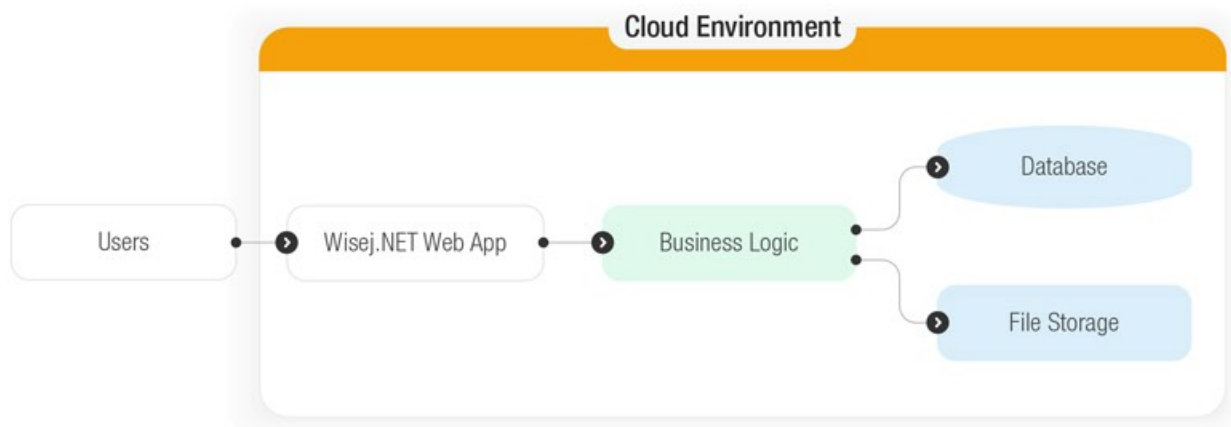 Cloud Environment
Users
Wisej.NET Web App
Business Logic
Database
File Storage